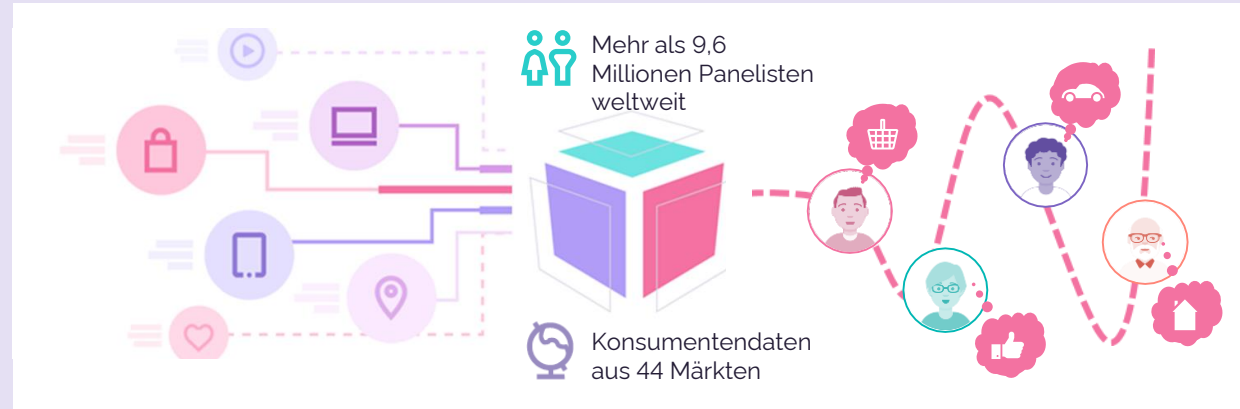 Mehr als 9,6
Millionen Panelisten
weltweit
Konsumentendaten
aus 44 Märkten